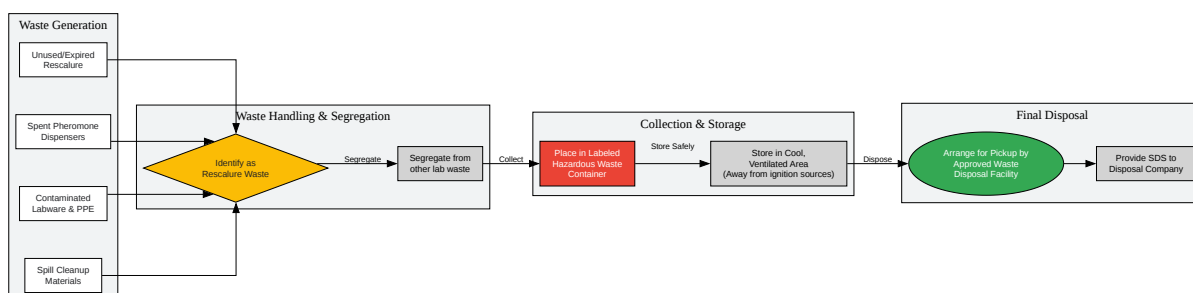 Waste Generation
Unused/Expired
Rescalure
Spent Pheromone
Dispensers
Contaminated
Labware & PPE
Spill Cleanup
Materials
Waste Handling & Segregation
Identify as
Rescalure Waste
Segregate
Segregate from
other lab waste
Collect
Collection & Storage
Place in Labeled
Hazardous Waste
Container
Store Safely
Store in Cool,
Ventilated Area
(Away from ignition sources)
Dispose
Final Disposal
Arrange for Pickup by
Approved Waste
Disposal Facility
Provide SDS to
Disposal Company